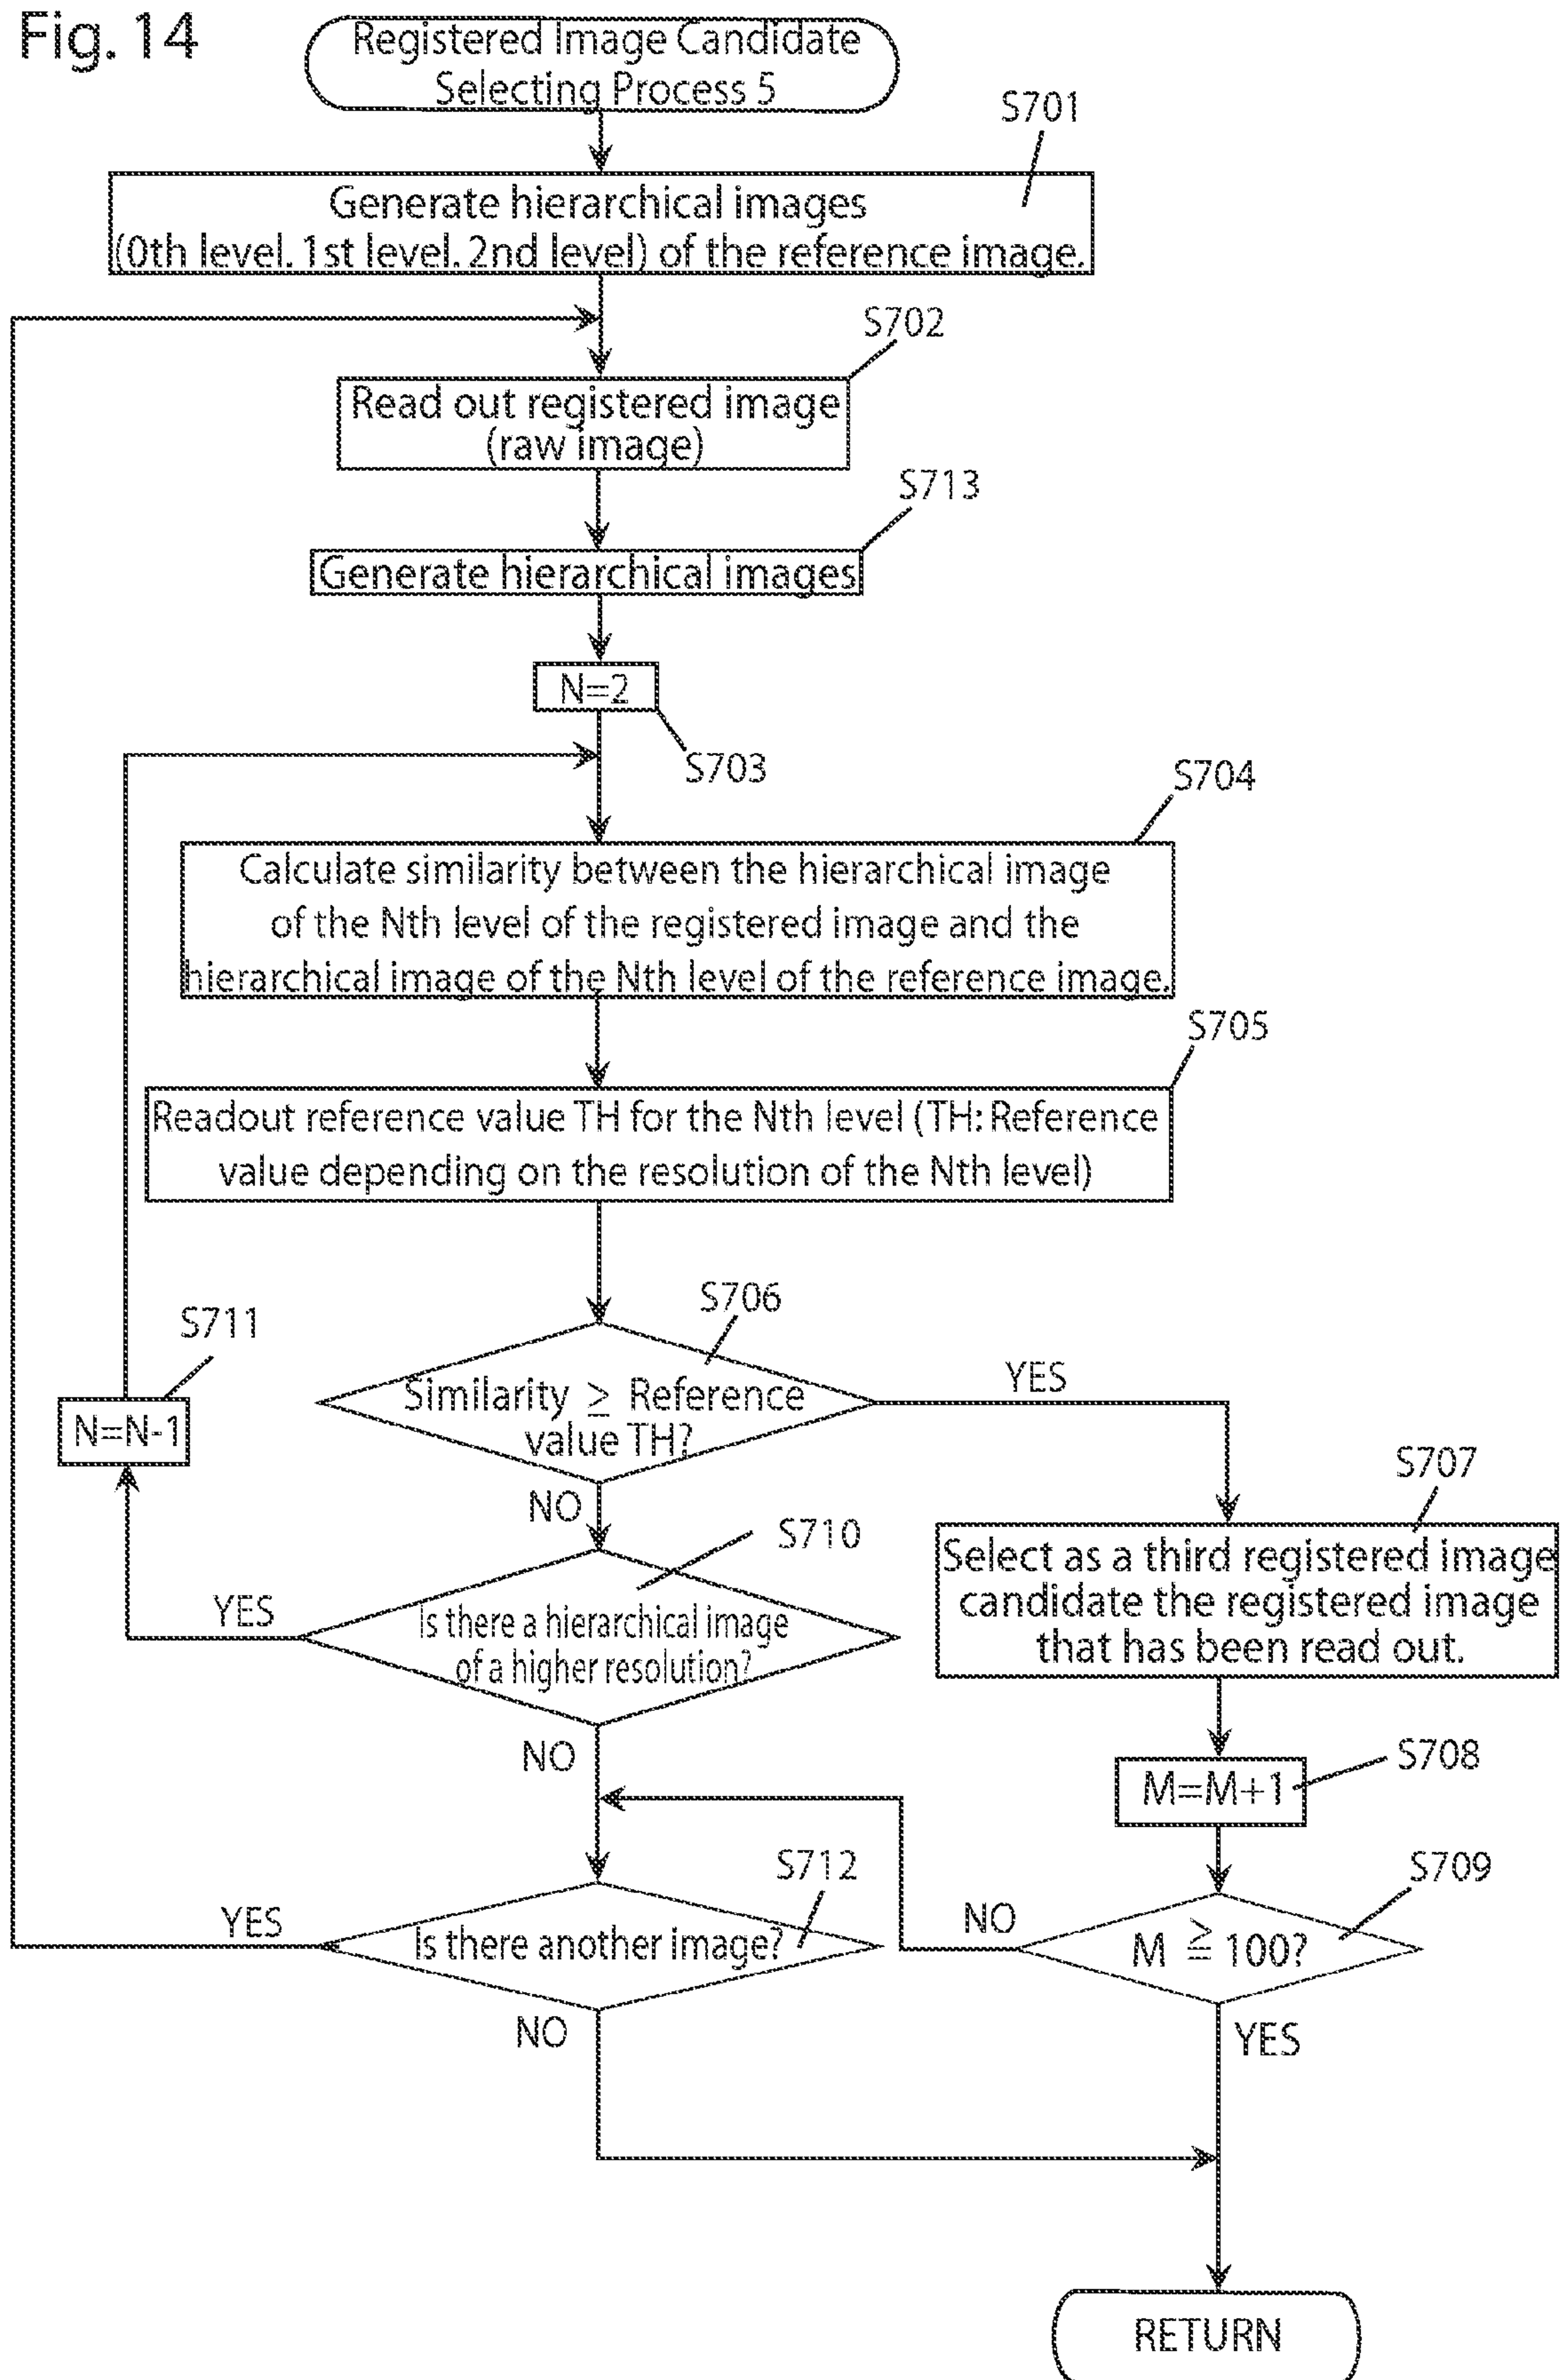 Fig. 14
Registered Image Candidate
Selecting Process 5
S701
Generate hierarchical images
(0th level. 1st level. 2nd level) of the reference image.
S702
Read out registered image
(raw image)
S713
Generate hierarchical images
N=2
S703
S704
Calculate similarity between the hierarchical image
of the Nth level of the registered image and the
hierarchical image of the Nth level of the reference image.
S705
Readout reference value TH for the Nth level (TH: Reference
value depending on the resolution of the Nth level)
S706
S711
Similarity ≥ Reference
value TH?
YES
N=N-1
NO
S707
S710
Select as a third registered image
candidate the registered image
that has been read out.
YES
Is there a hierarchical image
of a higher resolution?
NO
S708
M=M+1
S712
S709
YES
Is there another image?
NO
M ≧ 100?
NO
YES
RETURN